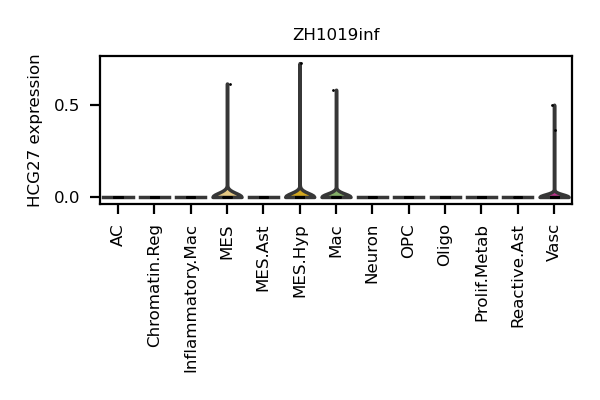 ZH1019inf
HCG27 expression
0.5
0.0
AC
Chromatin.Reg
Inflammatory.Mac
MES
MES.Ast
MES.Hyp
Mac
Neuron
OPC
Oligo
Prolif.Metab
Reactive.Ast
Vasc